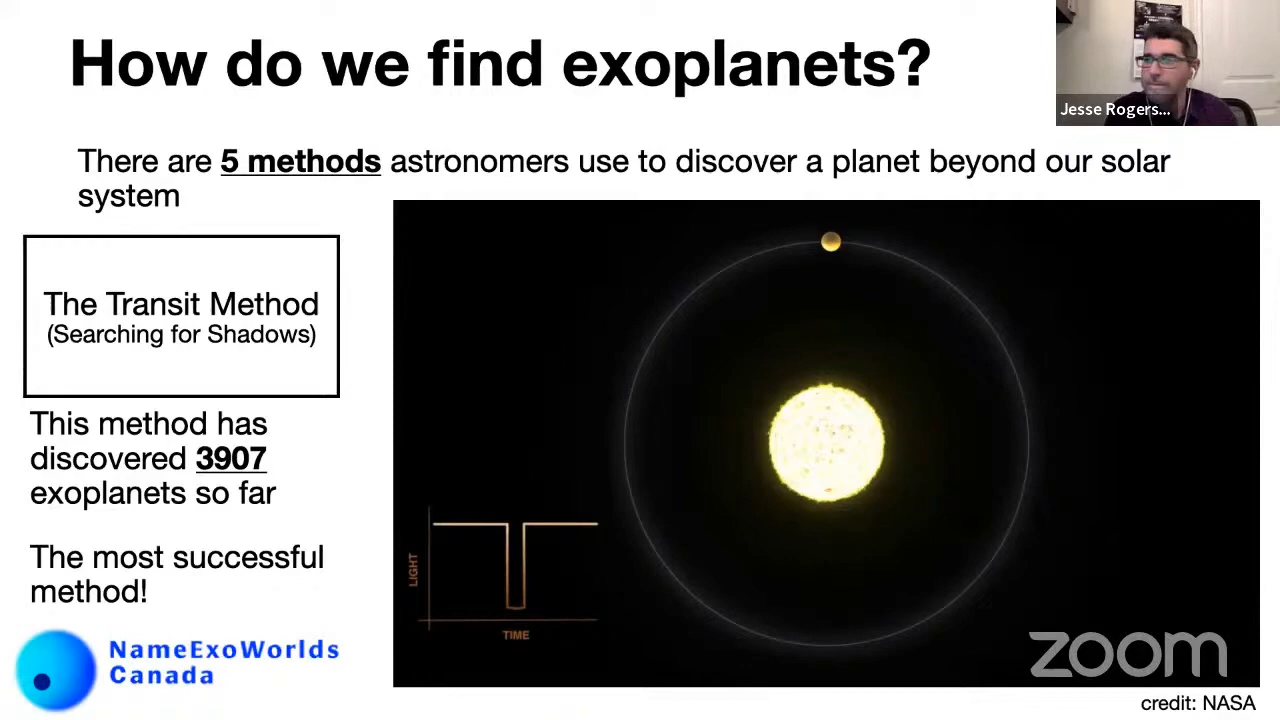 How do we find exoplanets?
Jesse Rogers...
There are 5 methods astronomers use to discover a planet beyond our solar
system
The Transit Method
(Searching for Shadows)
This method has
discovered 3907
exoplanets so far
The most successful
method!
LIGHT
TIME
NameExoWorlds
Canada
zoom
credit: NASA